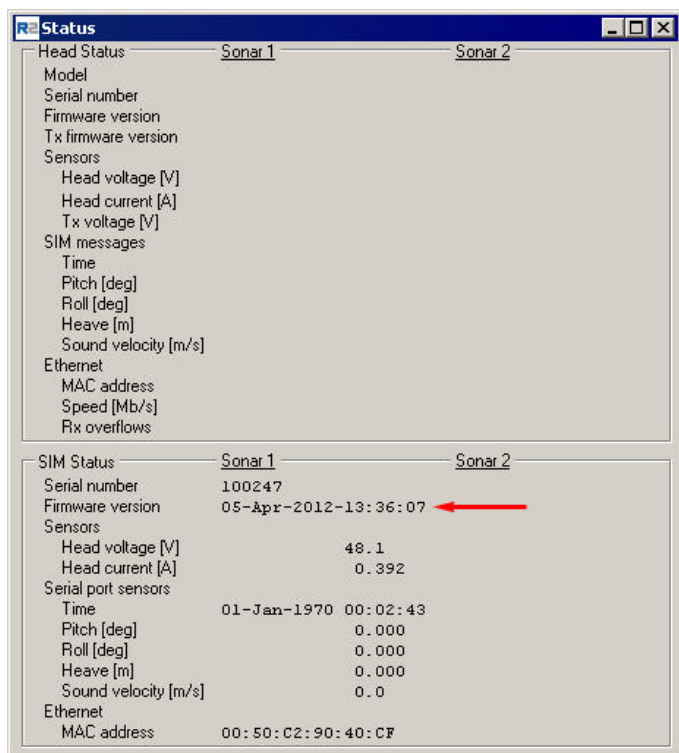 R2 Status
Head Status Sonar 1 Sonar 2
Model
Serial number
Firmware version
Tx firmware version
Sensors
Head voltage [V]
Head current [A]
Tx voltage [V]
SIM messages
Time
Pitch [deg]
Roll [deg]
Heave [m]
Sound velocity [m/s]
Ethernet
MAC address
Speed [Mb/s]
Rx overflows
SIM Status Sonar 1 Sonar 2
Serial number 100247
Firmware version 05-Apr-2012-13:36:07
Sensors
Head voltage [V] 48.1
Head current [A] 0.392
Serial port sensors
Time 01-Jan-1970 00:02:43
Pitch [deg] 0.000
Roll [deg] 0.000
Heave [m] 0.000
Sound velocity [m/s] 0.0
Ethernet
MAC address 00:50:C2:90:40:CF